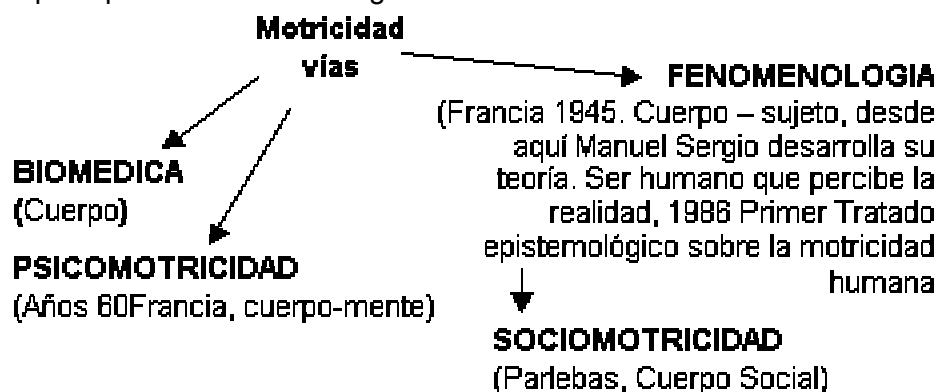 Motricidad
vías
FENOMENOLOGIA
(Francia 1945. Cuerpo – sujeto, desde
aquí Manuel Sergio desarrolla su
teoría. Ser humano que percibe la
realidad, 1986 Primer Tratado
epistemológico sobre la motricidad
humana
BIOMEDICA
(Cuerpo)
PSICOMOTRICIDAD
(Años 60Francia, cuerpo-mente)
SOCIOMOTRICIDAD
(Parlebas, Cuerpo Social)